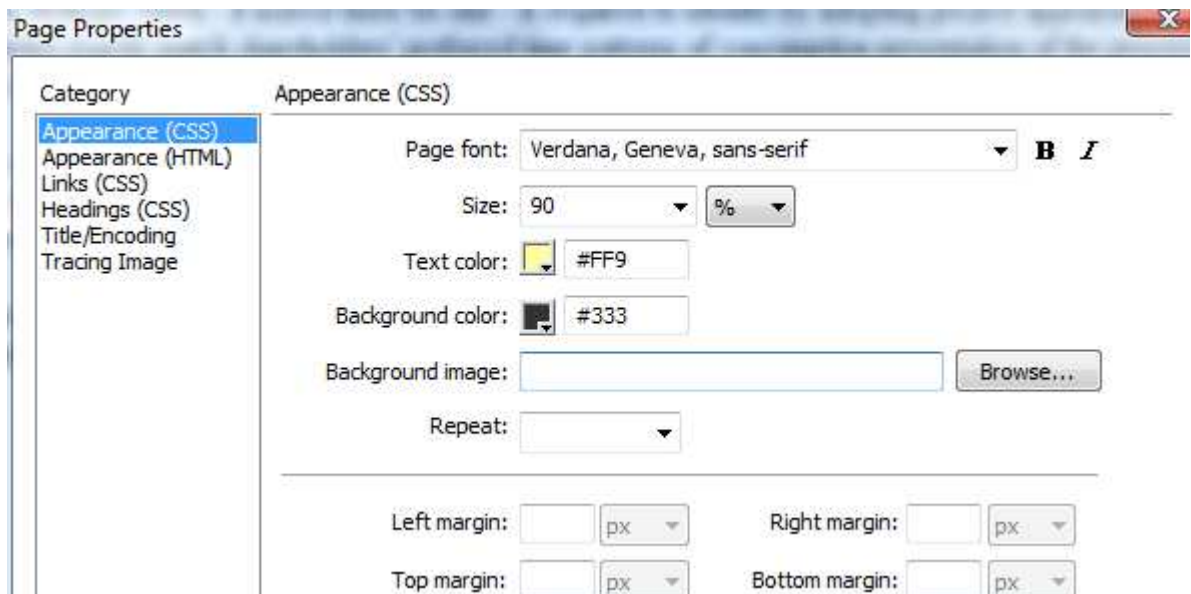 Page Properties
Category
Appearance (CSS)
Appearance (HTML)
Links (CSS)
Headings (CSS)
Title/Encoding
Tracing Image
Appearance (CSS)
Page font: Verdana, Geneva, sans-serif B I
Size: 90 %
Text color: #FF9
Background color: #333
Background image: Browse...
Repeat:
Left margin: px Right margin: px
Top margin: px Bottom margin: px